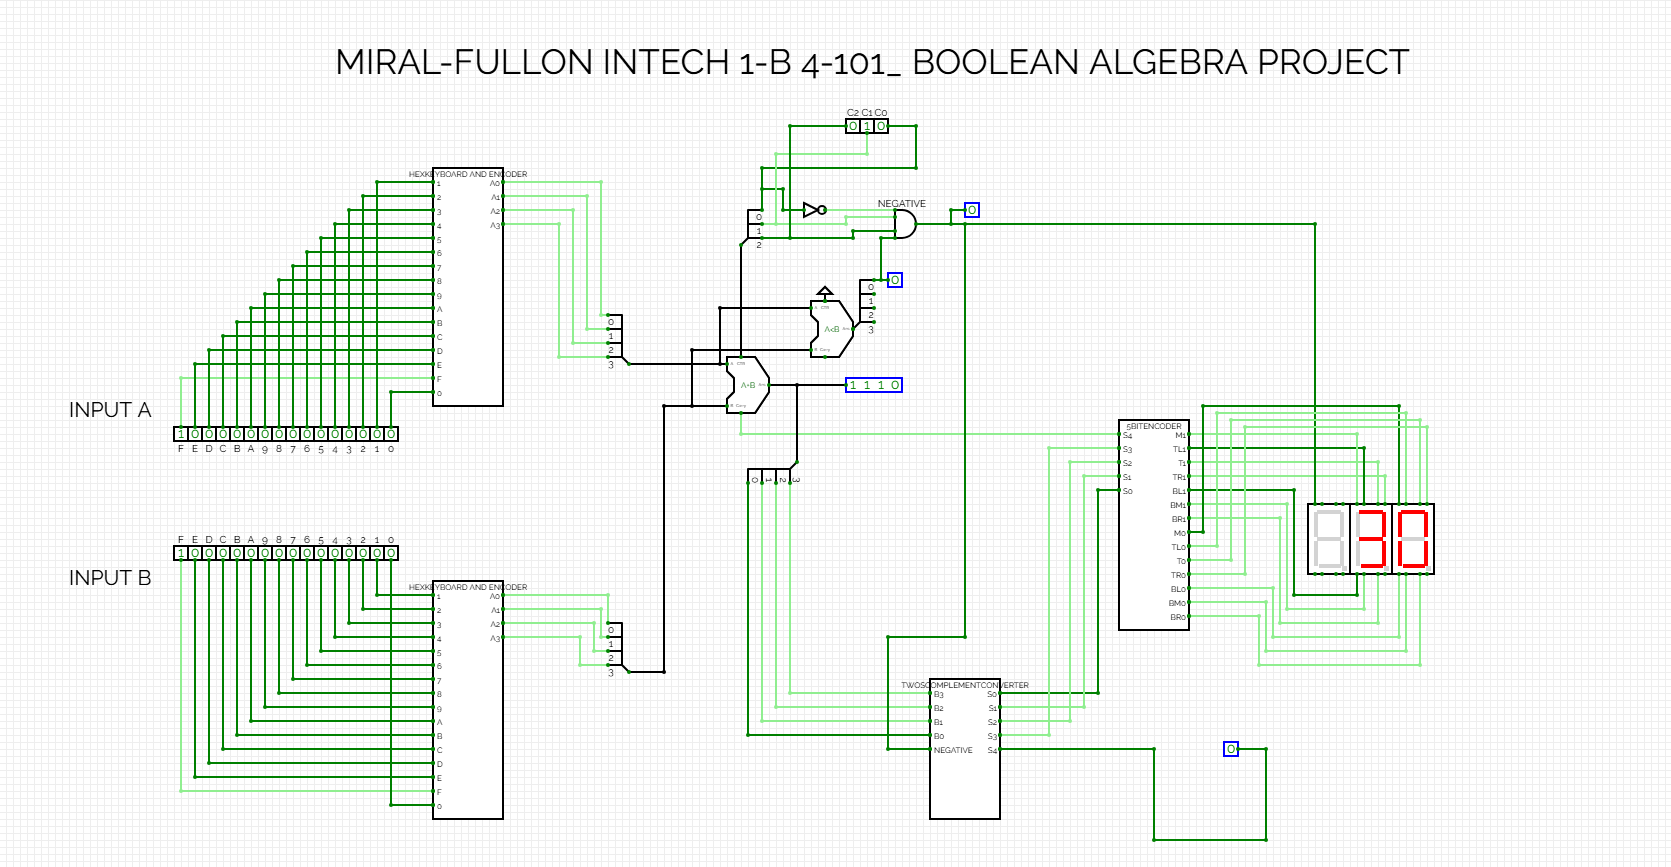 MIRAL-FULLON INTECH 1-B 4-101_ BOOLEAN ALGEBRA PROJECT
C2 C1 C0
0 1 0
HEXKEYBOARD AND ENCODER
1 A0
2 A1
3 A2
4 A3
5
6
7
8
9
A
B
C
D
E
F
0
0
1
2
3
0
1
2
NEGATIVE
0
0
0
1
2
3
A<B
A+B
1 1 1 0
INPUT A
1 0 0 0 0 0 0 0 0 0 0 0 0 0 0 0
F E D C B A 9 8 7 6 5 4 3 2 1 0
0 1 2 3
5BITENCODER
S4 M1
S3 TL1
S2 T1
S1 TR1
S0 BL1
BM1
BR1
M0
TL0
T0
TR0
BL0
BM0
BR0
30
F E D C B A 9 8 7 6 5 4 3 2 1 0
1 0 0 0 0 0 0 0 0 0 0 0 0 0 0 0
INPUT B
HEXKEYBOARD AND ENCODER
1 A0
2 A1
3 A2
4 A3
5
6
7
8
9
A
B
C
D
E
F
0
0
1
2
3
TWOSCOMPLEMENTCONVERTER
B3 S0
B2 S1
B1 S2
B0 S3
NEGATIVE S4
0